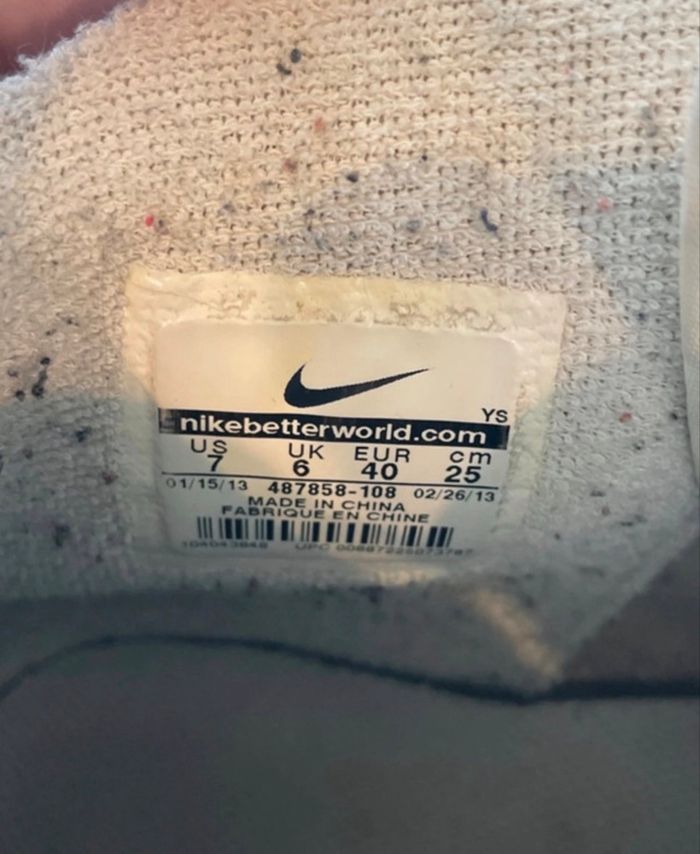 YS
nikebetterworld.com
US UK EUR cm
7 6 40 25
01/15/13 487858-108 02/26/13
MADE IN CHINA
FABRIQUE EN CHINE
UPC